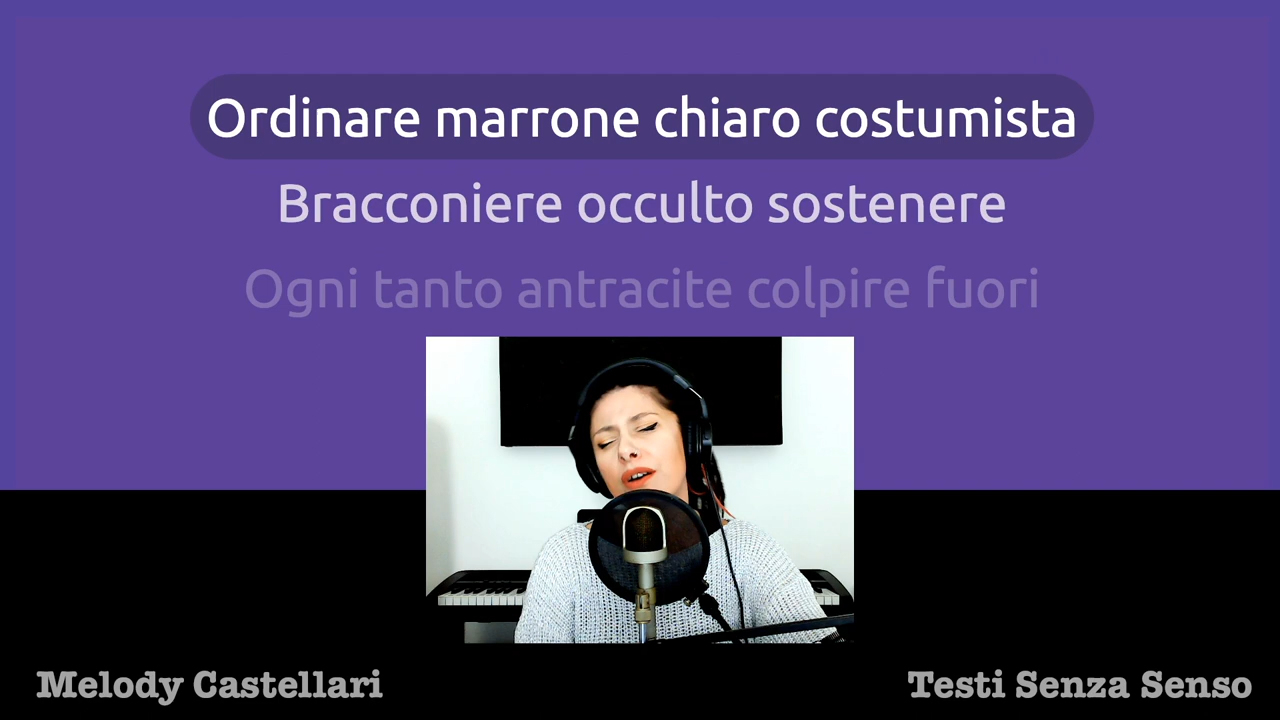 Ordinare marrone chiaro costumista
Bracconiere occulto sostenere
Ogni tanto antracite colpire fuori
Melody Castellari
Testi Senza Senso